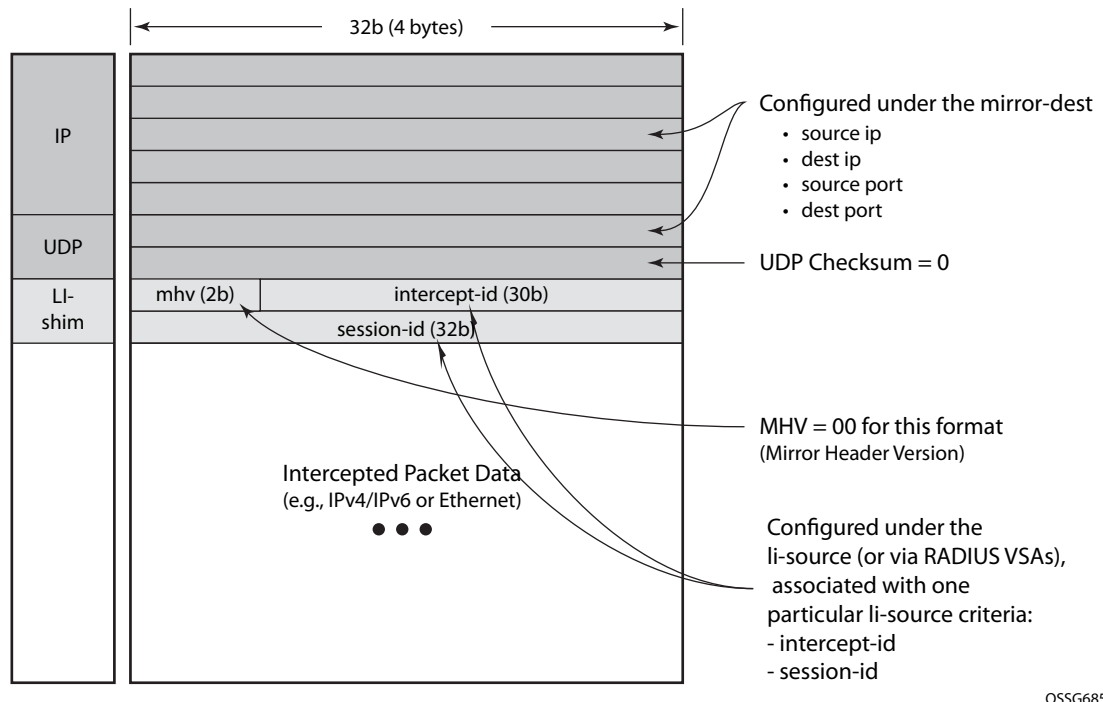 32b (4 bytes)
IP
Configured under the mirror-dest
• source ip
• dest ip
• source port
• dest port
UDP
UDP Checksum = 0
LI-
shim
mhv (2b)
intercept-id (30b)
session-id (32b)
MHV = 00 for this format
(Mirror Header Version)
Intercepted Packet Data
(e.g., IPv4/IPv6 or Ethernet)
Configured under the
li-source (or via RADIUS VSAs),
associated with one
particular li-source criteria:
- intercept-id
- session-id
OSSG685